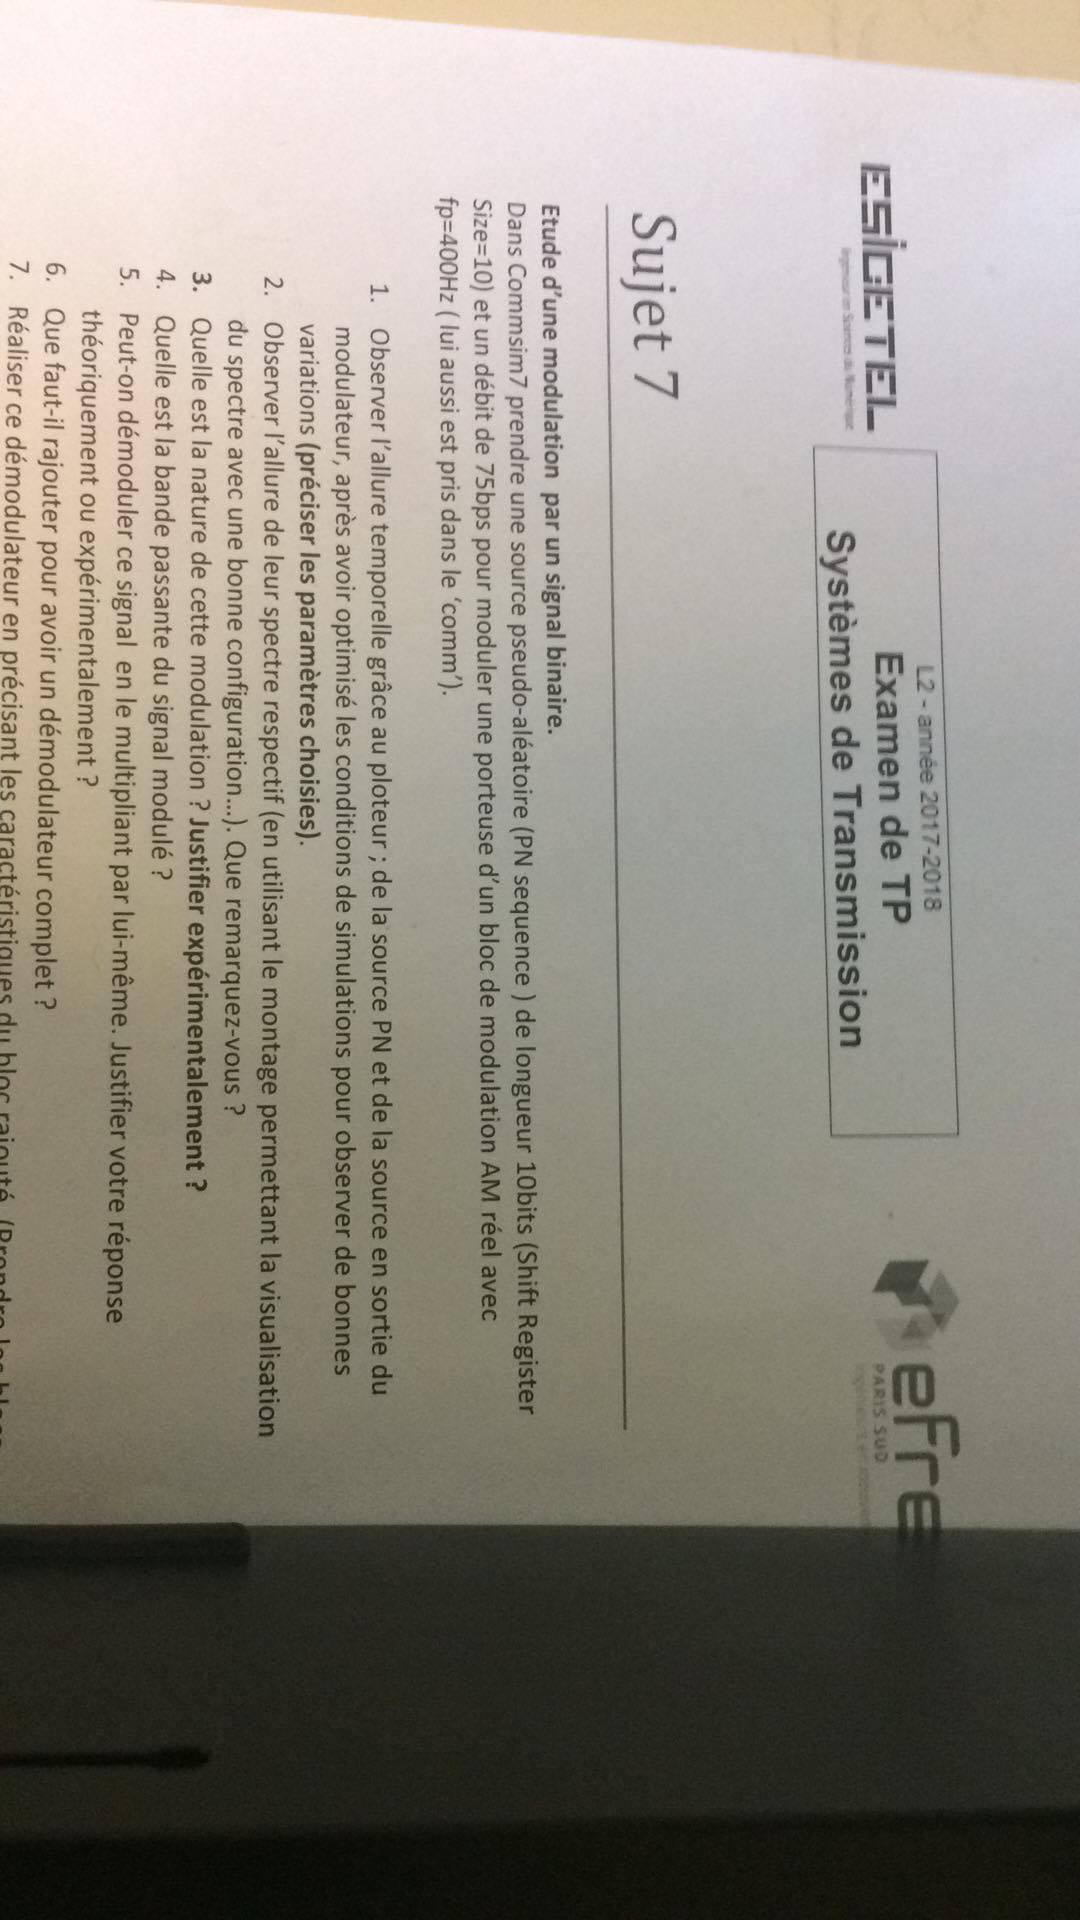 ESIGETEL
L2 - année 2017-2018
Examen de TP
Systèmes de Transmission
efre
PARIS SUD
Sujet 7
Etude d'une modulation par un signal binaire.
Dans Commsim7 prendre une source pseudo-aléatoire (PN sequence ) de longueur 10bits (Shift Register
Size=10) et un débit de 75bps pour moduler une porteuse d'un bloc de modulation AM réel avec
fp=400Hz ( lui aussi est pris dans le 'comm').
1. Observer l'allure temporelle grâce au ploteur ; de la source PN et de la source en sortie du
modulateur, après avoir optimisé les conditions de simulations pour observer de bonnes
variations (préciser les paramètres choisies).
2. Observer l'allure de leur spectre respectif (en utilisant le montage permettant la visualisation
du spectre avec une bonne configuration...). Que remarquez-vous ?
3. Quelle est la nature de cette modulation ? Justifier expérimentalement ?
4. Quelle est la bande passante du signal modulé ?
5. Peut-on démoduler ce signal en le multipliant par lui-même. Justifier votre réponse
théoriquement ou expérimentalement ?
6. Que faut-il rajouter pour avoir un démodulateur complet ?
7. Réaliser ce démodulateur en précisant les caractéristiques du bloc rajouté (Prendre les